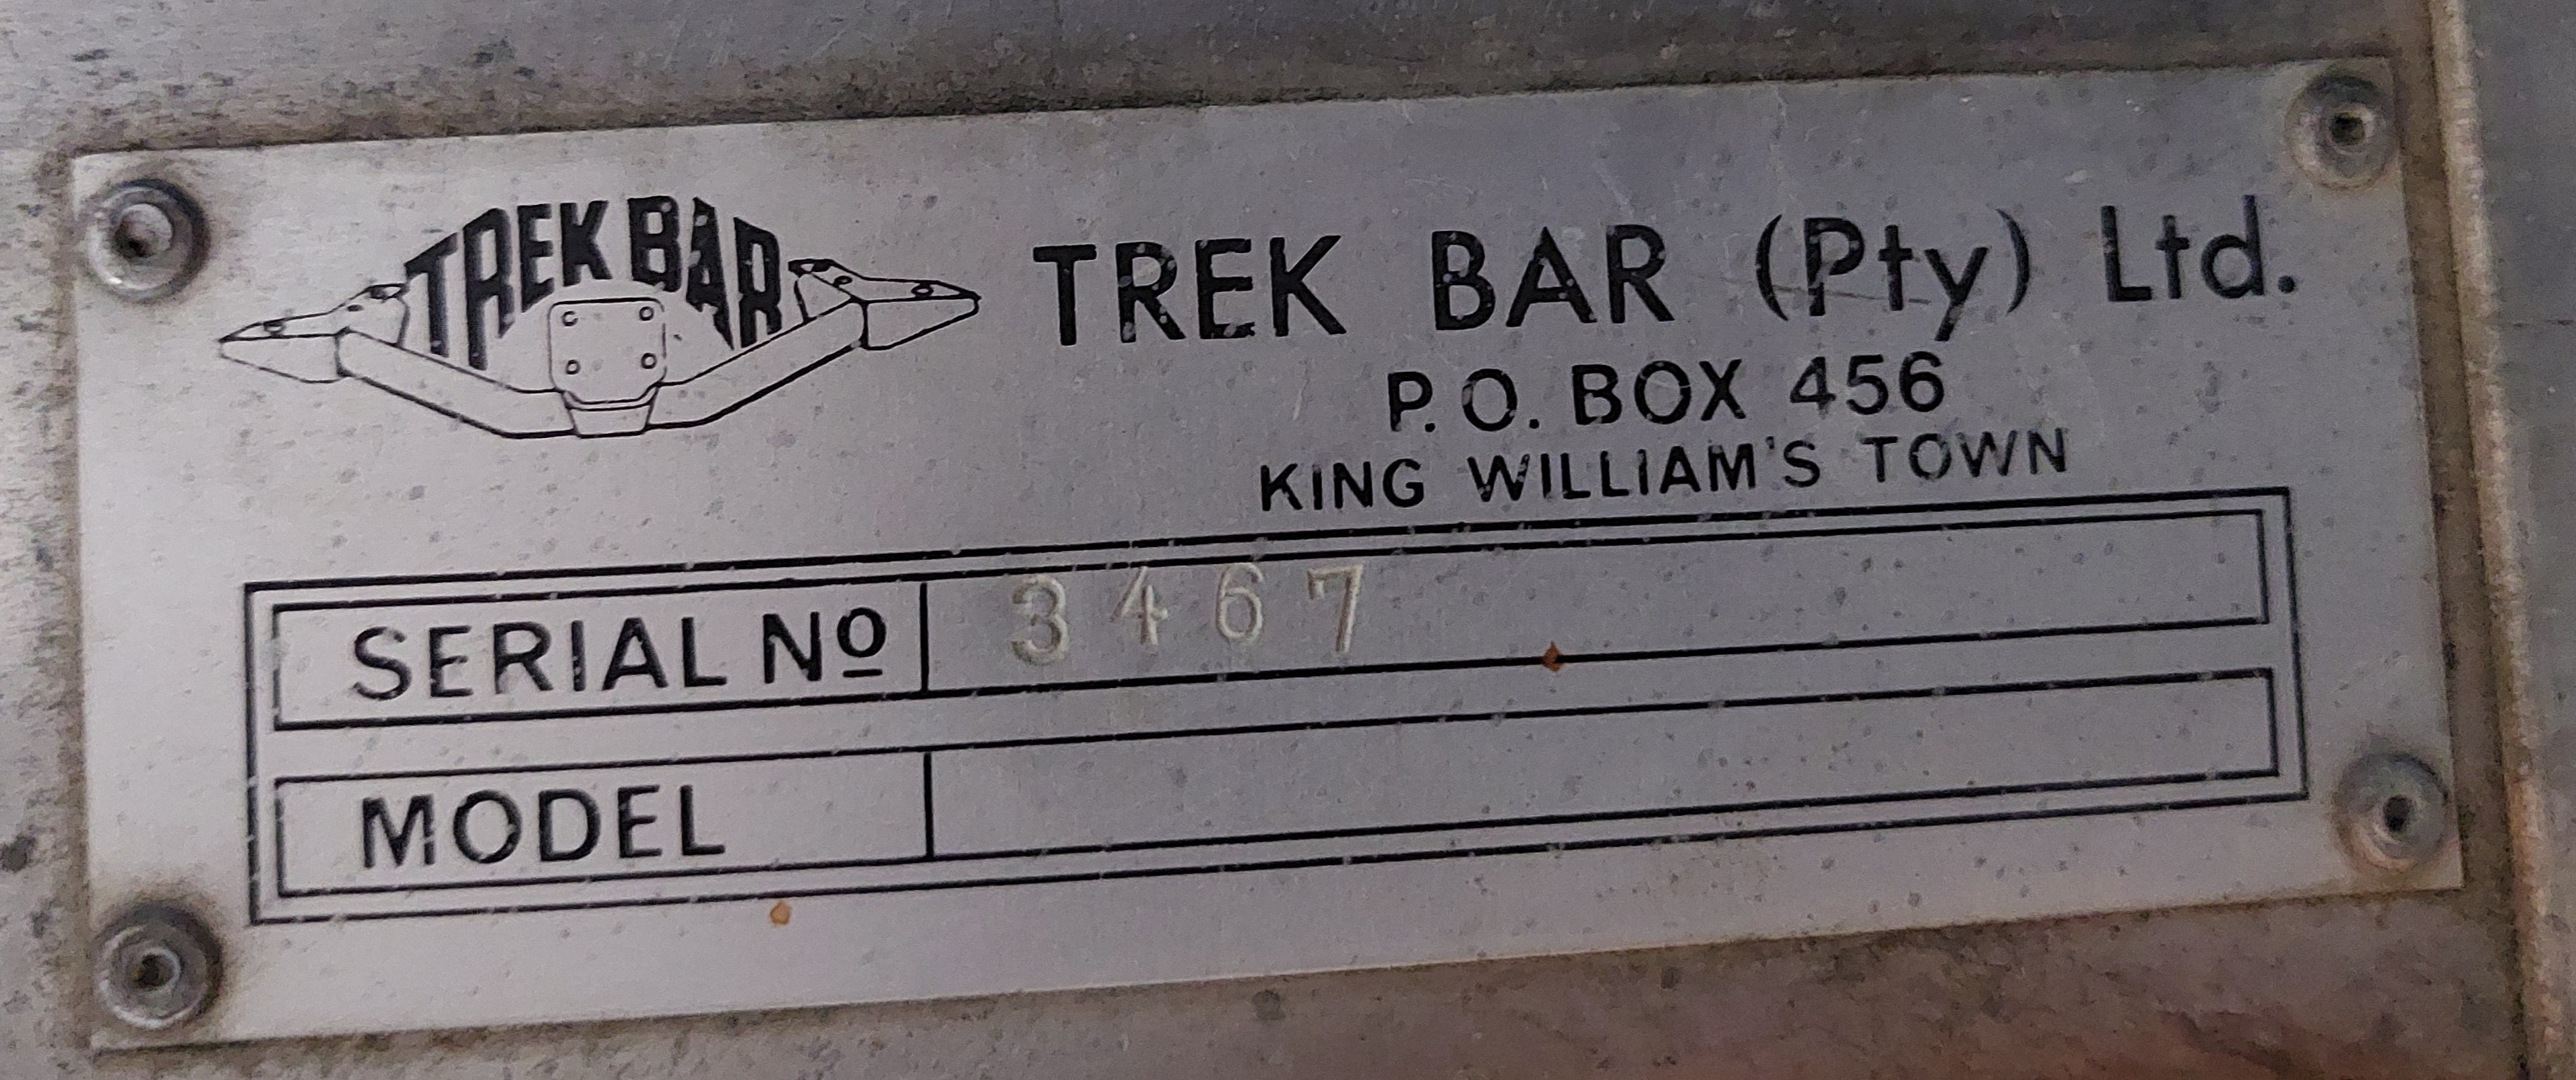 TREK BAR
TREK BAR (Pty) Ltd.
P.O. BOX 456
KING WILLIAM'S TOWN
SERIAL Nº 3467
MODEL